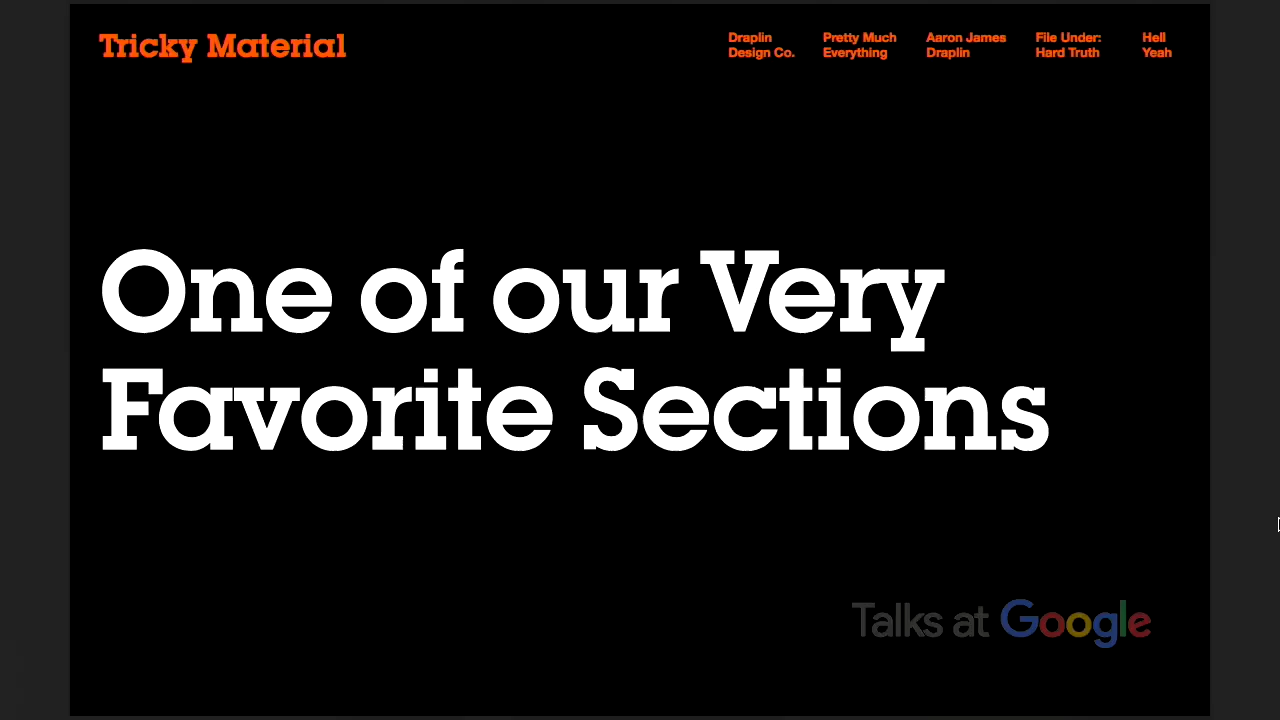 Tricky Material
Draplin
Design Co.
Pretty Much
Everything
Aaron James
Draplin
File Under:
Hard Truth
Hell
Yeah
One of our Very
Favorite Sections
Talks at Google